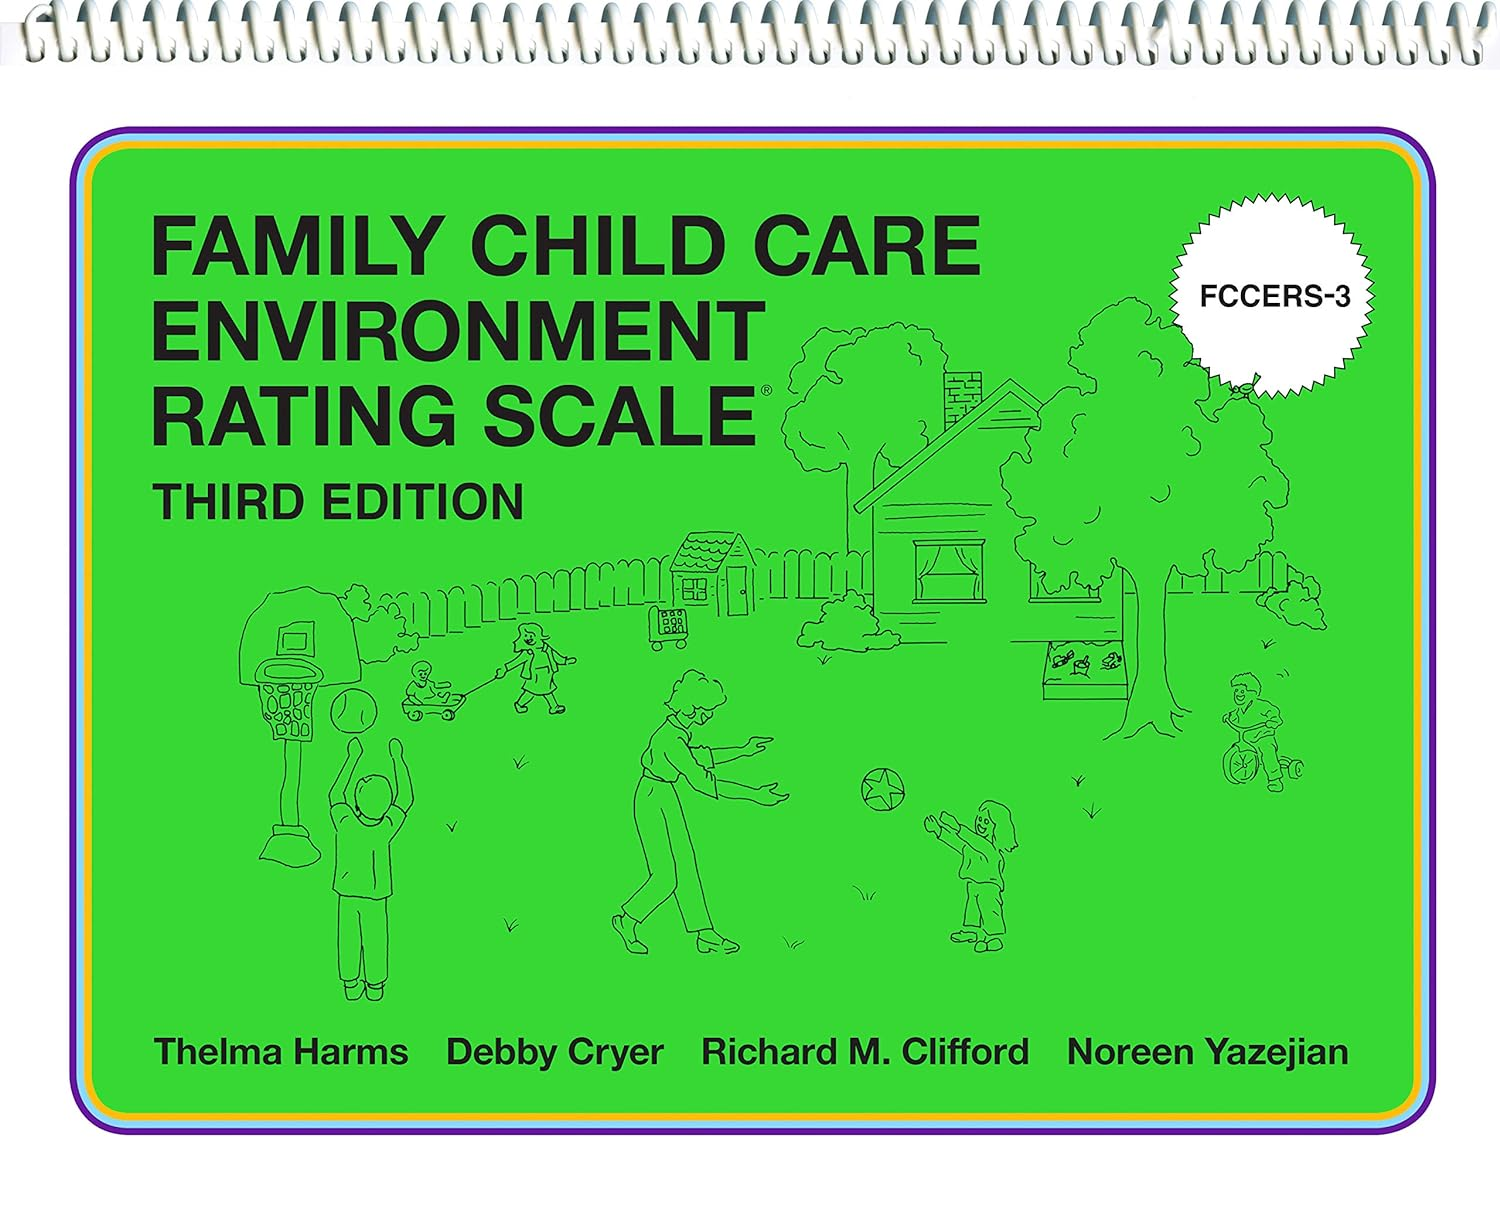 FAMILY CHILD CARE
ENVIRONMENT
RATING SCALE®
THIRD EDITION
FCCERS-3
Thelma Harms Debby Cryer Richard M. Clifford Noreen Yazejian